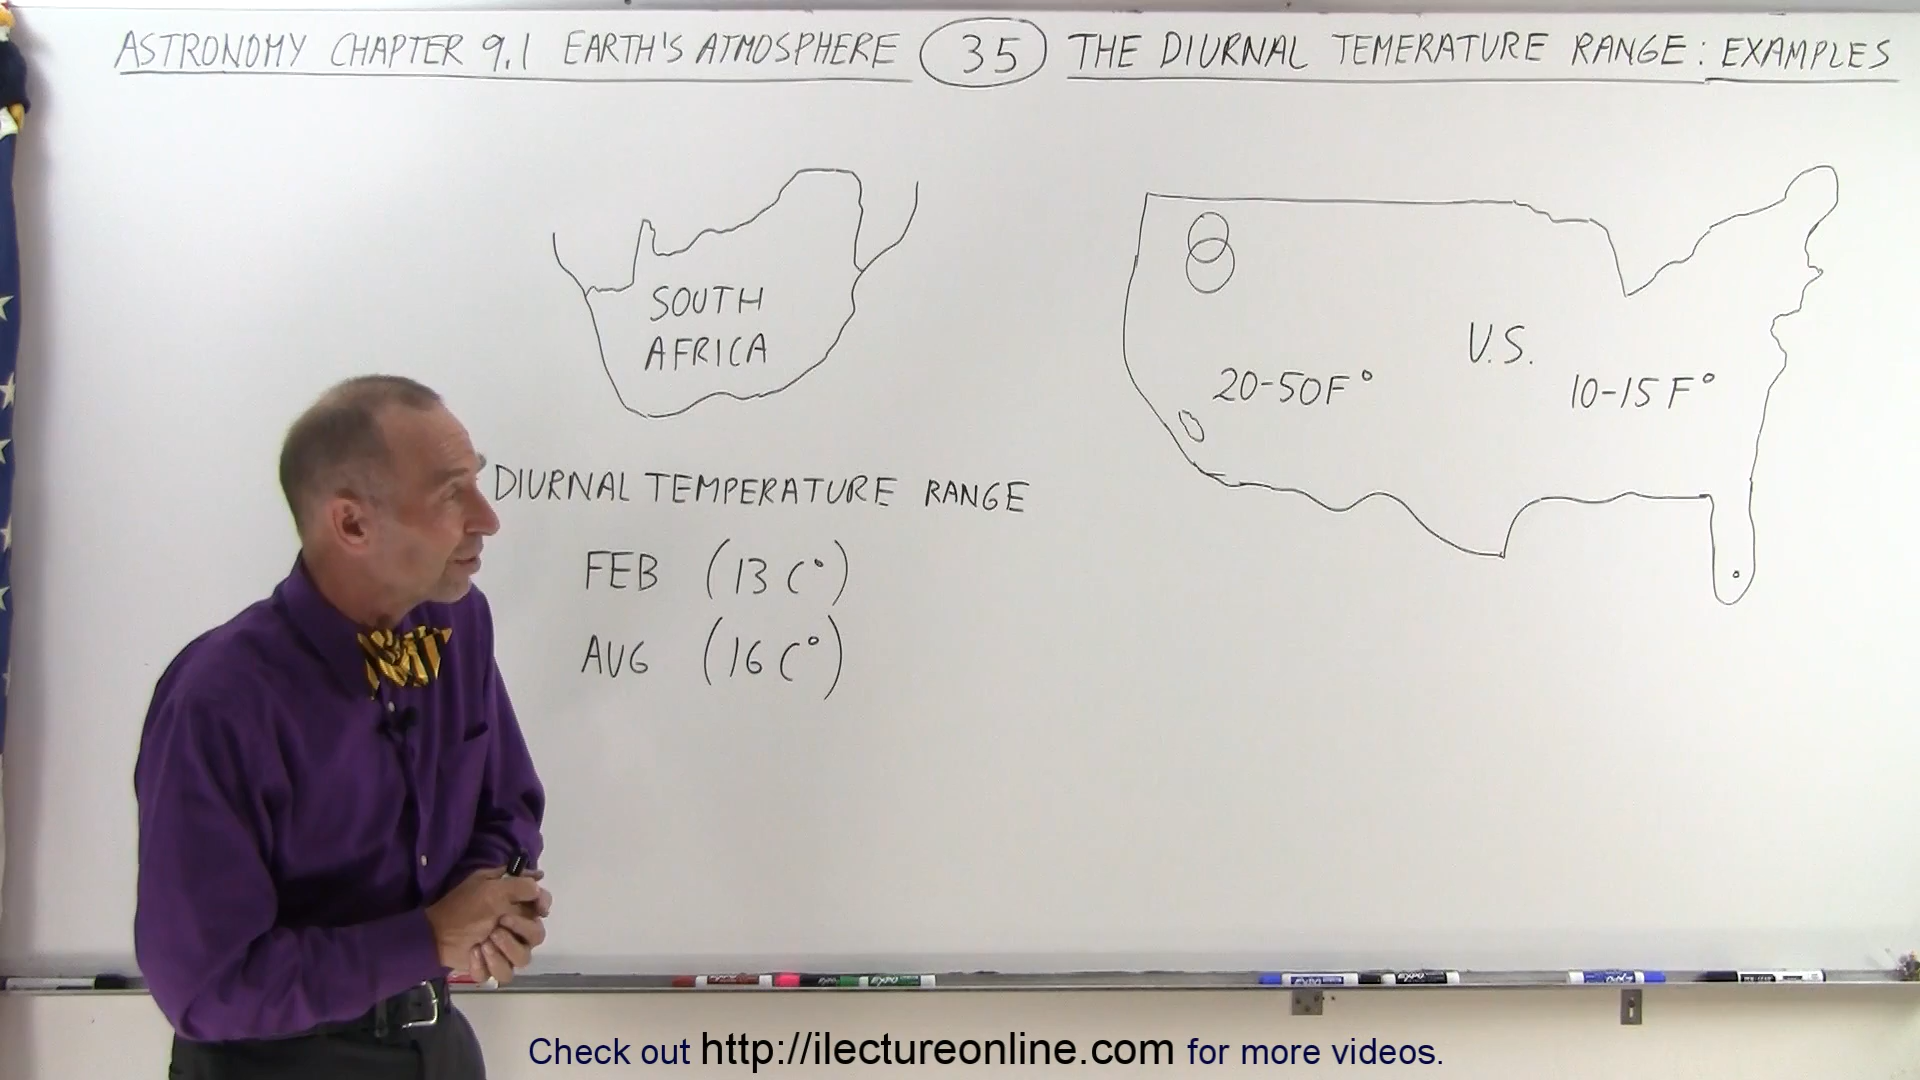 ASTRONOMY CHAPTER 9.1 EARTH'S ATMOSPHERE 35 THE DIURNAL TEMERATURE RANGE: EXAMPLES
SOUTH
AFRICA
DIURNAL TEMPERATURE RANGE
FEB (13 C°)
AUG (16 C°)
U.S.
20-50F° 10-15 F°
Check out http://ilectureonline.com for more videos.